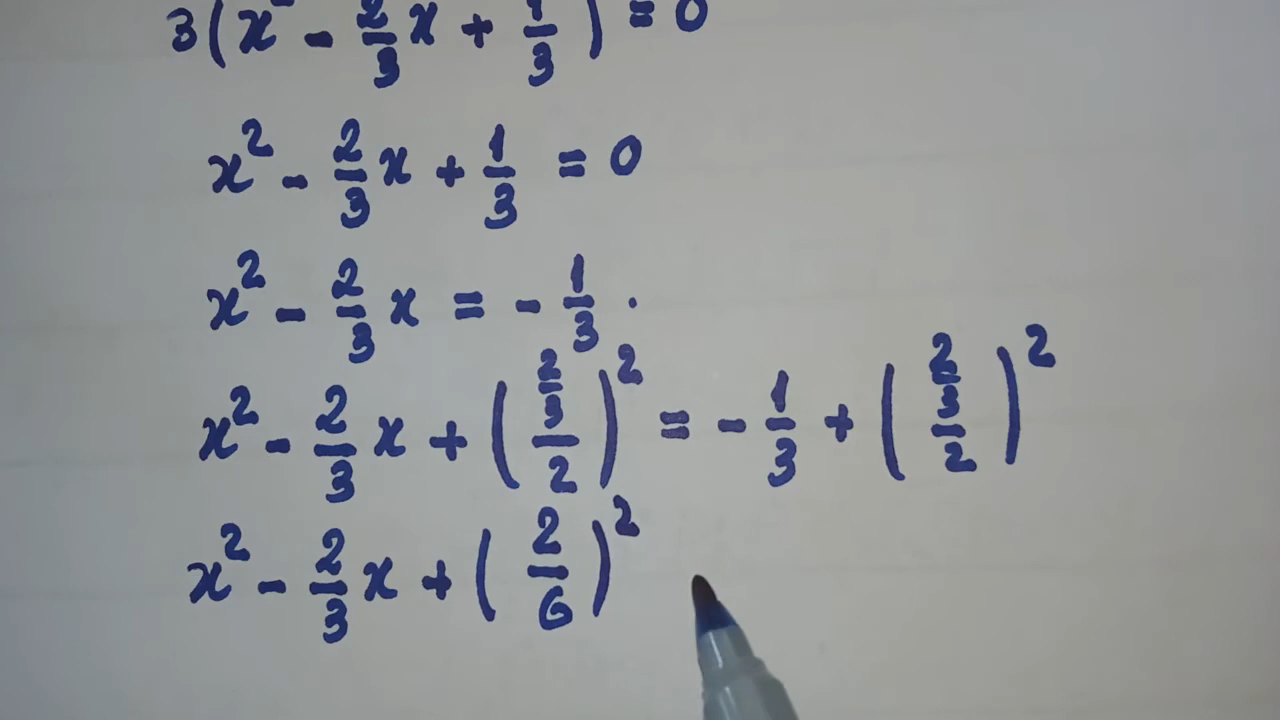 3(x² - 2/3 x + 1/3) = 0
x² - 2/3 x + 1/3 = 0
x² - 2/3 x = - 1/3 .
x² - 2/3 x + ((2/3)/2)² = - 1/3 + ((2/3)/2)²
x² - 2/3 x + (2/6)²